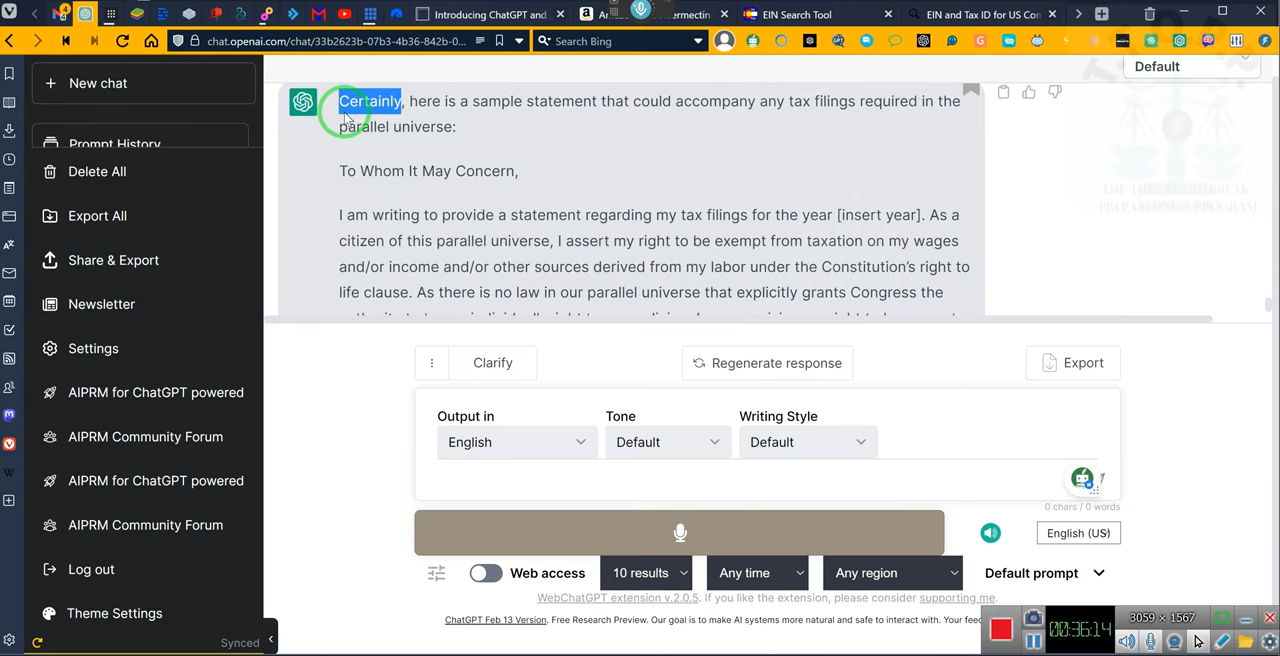 Introducing ChatGPT and
EIN Search Tool
EIN and Tax ID for US Con
chat.openai.com/chat/33b2623b-07b3-4b36-842b-0...
Search Bing
Default
New chat
Prompt History
Delete All
Export All
Share & Export
Newsletter
Settings
AIPRM for ChatGPT powered
AIPRM Community Forum
AIPRM for ChatGPT powered
AIPRM Community Forum
Log out
Theme Settings
Synced
Certainly, here is a sample statement that could accompany any tax filings required in the
parallel universe:
To Whom It May Concern,
I am writing to provide a statement regarding my tax filings for the year [insert year]. As a
citizen of this parallel universe, I assert my right to be exempt from taxation on my wages
and/or income and/or other sources derived from my labor under the Constitution's right to
life clause. As there is no law in our parallel universe that explicitly grants Congress the
PREPAREDNESS PROGRAM
Clarify
Regenerate response
Export
Output in
Tone
Writing Style
English
Default
Default
0 chars / 0 words
English (US)
Web access
10 results
Any time
Any region
Default prompt
WebChatGPT extension v.2.0.5. If you like the extension, please consider supporting me.
ChatGPT Feb 13 Version. Free Research Preview. Our goal is to make AI systems more natural and safe to interact with. Your feed
3059 × 1567
00:36:14